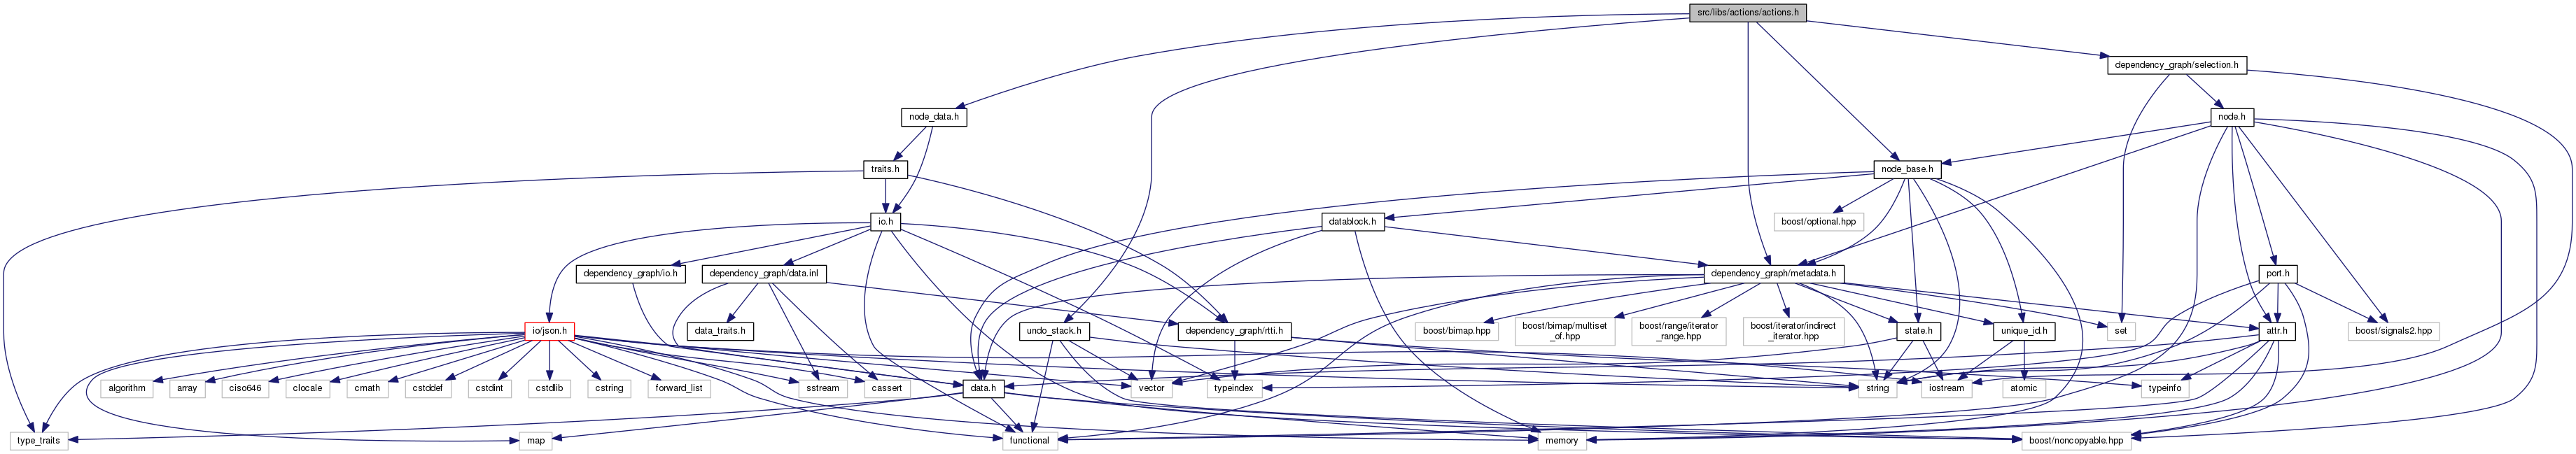 src/libs/actions/actions.h
dependency_graph/selection.h
node_data.h
node.h
traits.h
node_base.h
io.h
datablock.h
boost/optional.hpp
dependency_graph/io.h
dependency_graph/data.inl
dependency_graph/metadata.h
port.h
io/json.h
data_traits.h
undo_stack.h
dependency_graph/rtti.h
boost/bimap.hpp
boost/bimap/multiset
_of.hpp
boost/range/iterator
_range.hpp
boost/iterator/indirect
_iterator.hpp
state.h
unique_id.h
set
attr.h
boost/signals2.hpp
algorithm
array
ciso646
clocale
cmath
cstddef
cstdint
cstdlib
cstring
forward_list
sstream
cassert
data.h
vector
typeindex
string
iostream
atomic
typeinfo
type_traits
map
functional
memory
boost/noncopyable.hpp